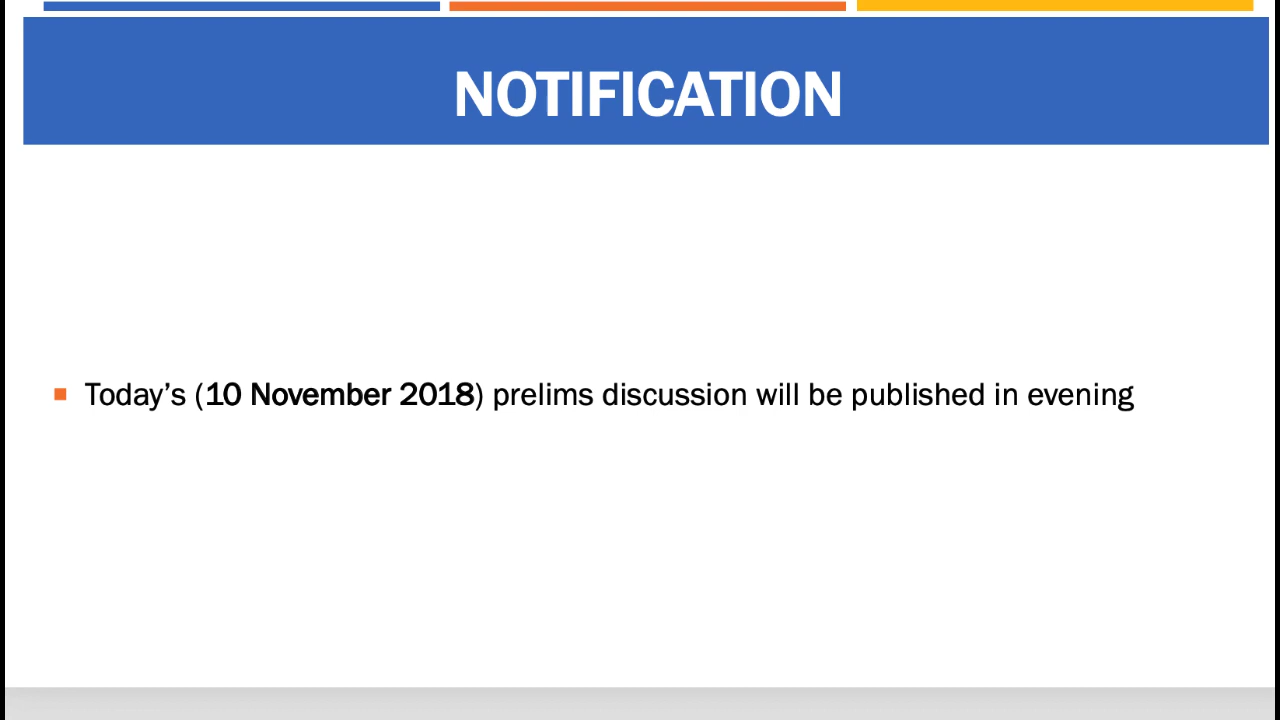 NOTIFICATION
Today’s (10 November 2018) prelims discussion will be published in evening